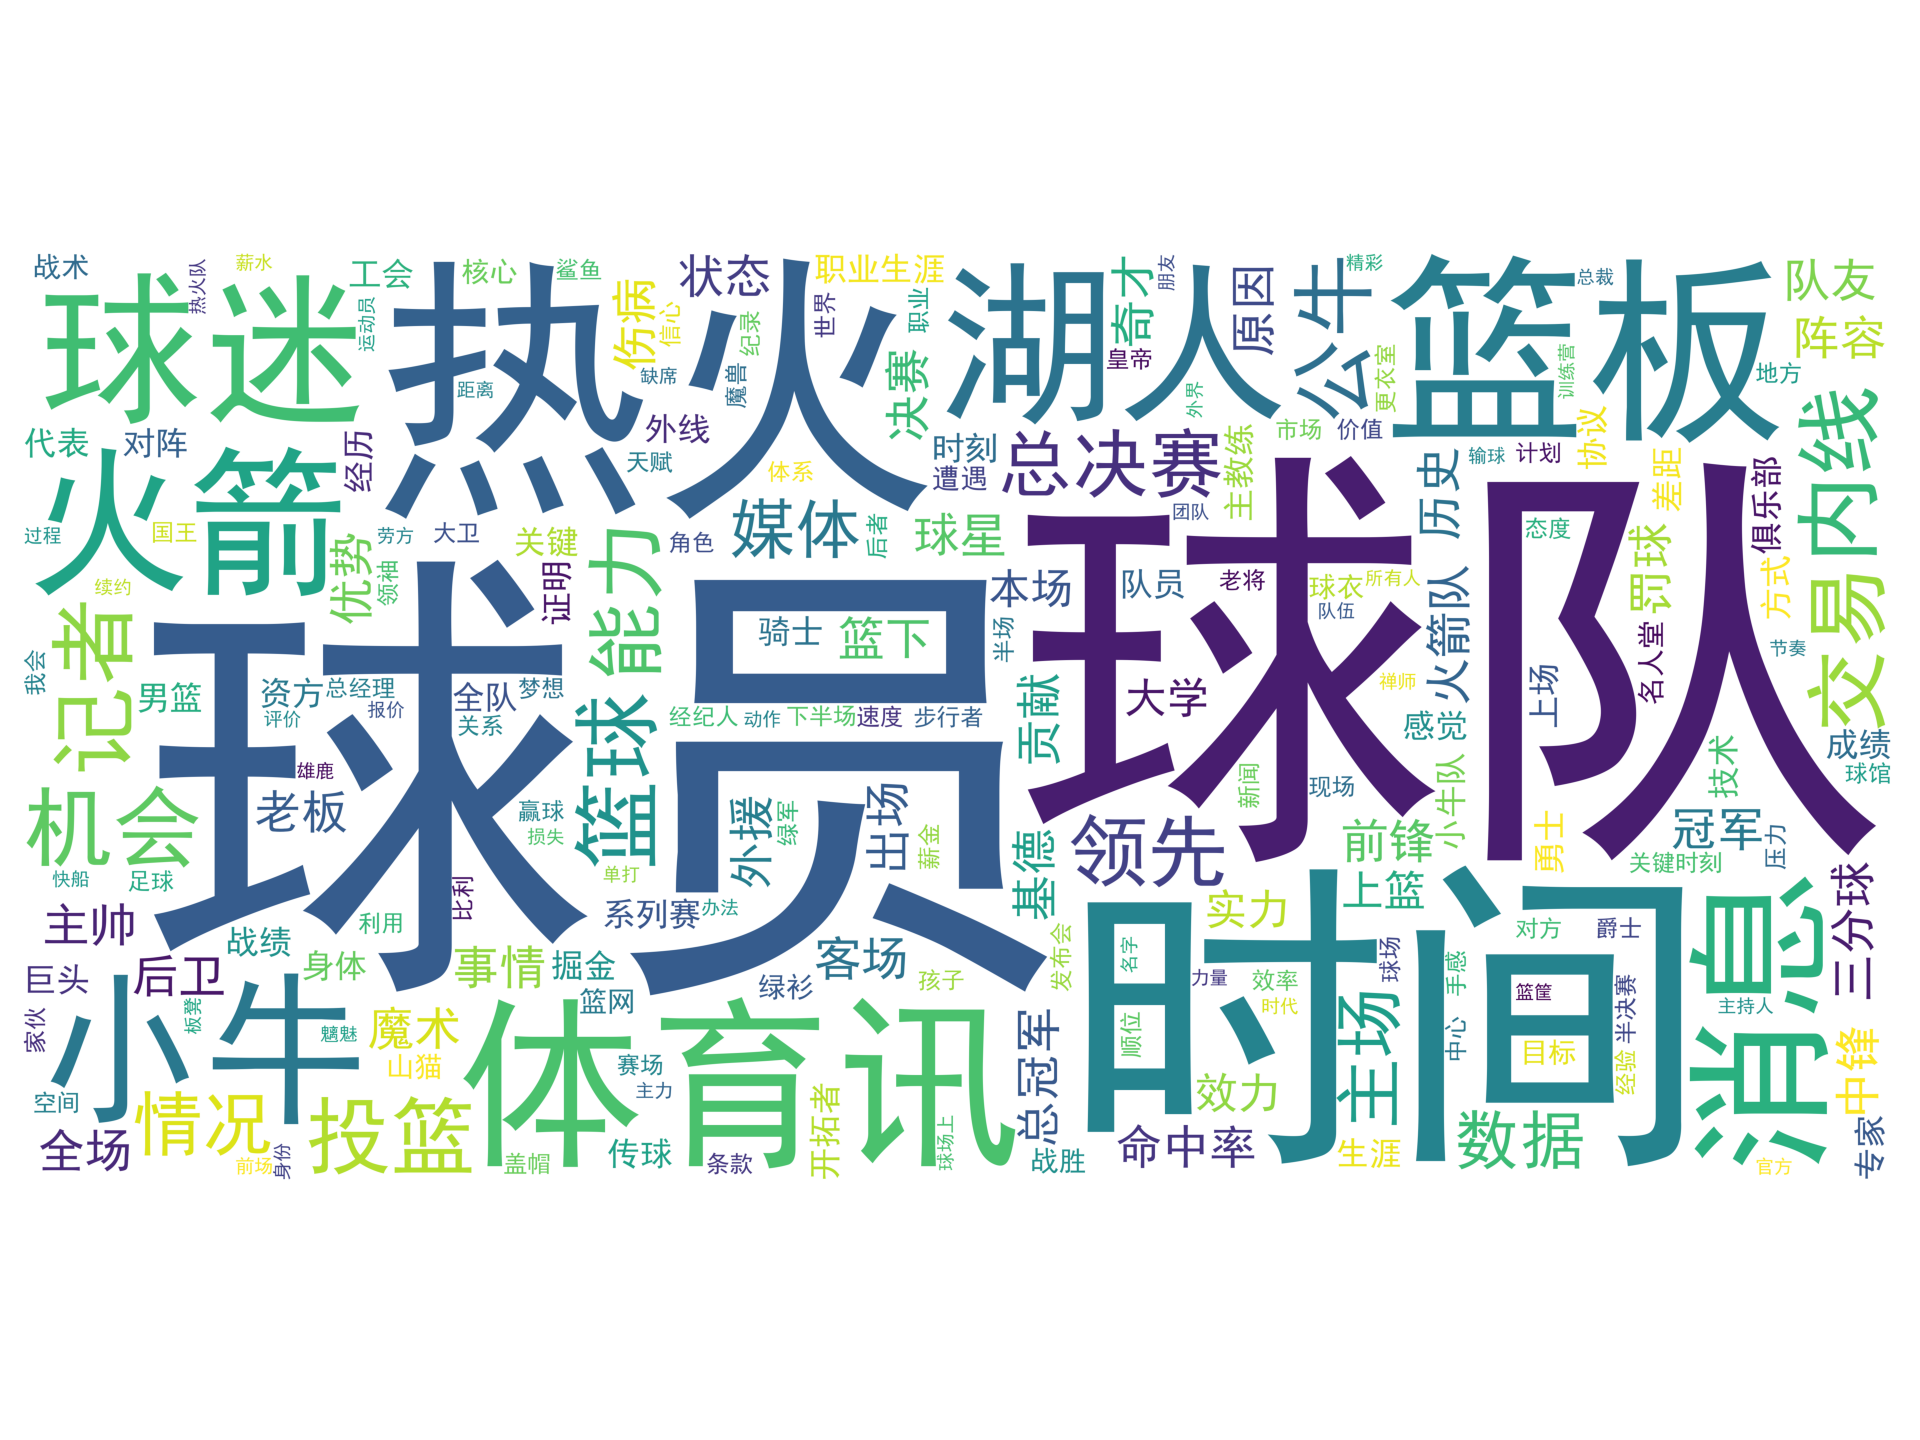 战术
热火队
薪水
工会
核心
鲨鱼
状态
职业生涯
奇才
朋友
原因
公牛
精彩
总裁
队友
球迷
热火
运动员
伤病
信心
纪录
世界
职业
湖人
皇帝
篮板
阵容
训练营
地方
距离
缺席
魔兽
决赛
外界
更衣室
代表
对阵
经历
外线
天赋
时刻
总决赛
主教练
市场
价值
协议
内线
火箭
体系
遭遇
历史
输球
计划
差距
俱乐部
过程
国王
劳方
大卫
关键
角色
媒体
后者
球星
团队
态度
续约
优势
领袖
证明
能力
本场
队员
老将
球衣
所有人
队伍
火箭队
罚球
方式
交易
记者
球员
骑士
篮下
半场
球队
名人堂
节奏
我会
男篮
资方
总经理
全队
梦想
评价
报价
关系
篮球
经纪人
动作
下半场
速度
步行者
贡献
大学
禅师
感觉
上场
成绩
球馆
雄鹿
机会
老板
赢球
损失
外援
绿军
出场
薪金
领先
新闻
现场
前锋
小牛队
技术
勇士
冠军
压力
快船
足球
单打
基德
关键时刻
主帅
利用
比利
系列赛
办法
实力
上篮
三分球
战绩
后卫
身体
事情
掘金
客场
发布会
时间
名字
力量
效率
球场
对方
爵士
消息
巨头
篮网
绿衫
孩子
时代
手感
篮筐
半决赛
主持人
家伙
小牛
板凳
魑魅
魔术
山猫
体育讯
赛场
主力
总冠军
顺位
主场
中心
目标
经验
中锋
空间
情况
投篮
开拓者
效力
全场
前场
身份
盖帽
传球
条款
球场上
战胜
命中率
生涯
数据
官方
专家